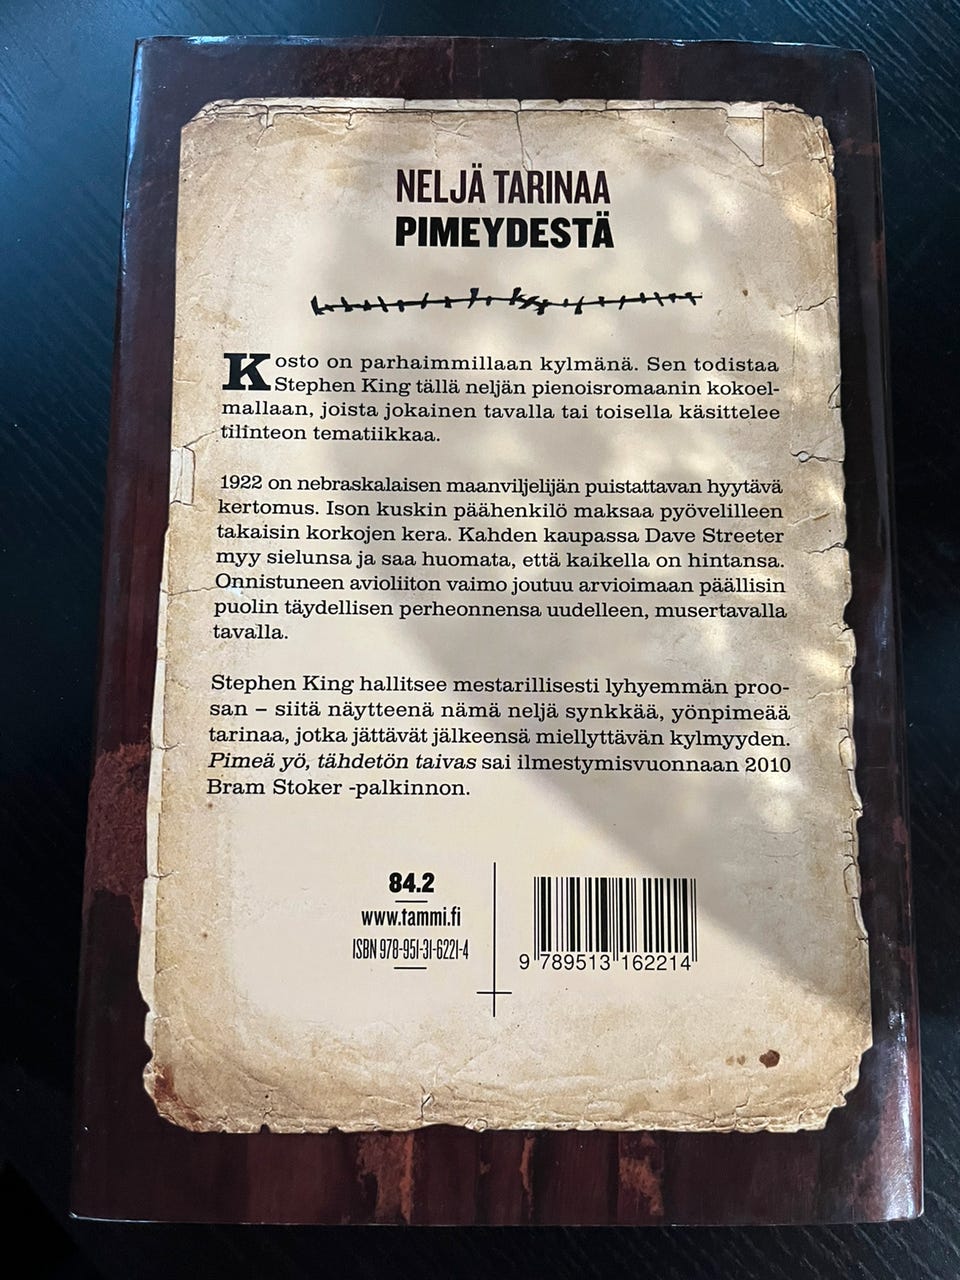 NELJÄ TARINAA
PIMEYDESTÄ
Kosto on parhaimmillaan kylmänä. Sen todistaa
Stephen King tällä neljän pienoisromaanin kokoel-
mallaan, joista jokainen tavalla tai toisella käsittelee
tilinteon tematiikkaa.
1922 on nebraskalaisen maanviljelijän puistattavan hyytävä
kertomus. Ison kuskin päähenkilö maksaa pyövelilleen
takaisin korkojen kera. Kahden kaupassa Dave Streeter
myy sielunsa ja saa huomata, että kaikella on hintansa.
Onnistuneen avioliiton vaimo joutuu arvioimaan päällisin
puolin täydellisen perheonnensa uudelleen, musertavalla
tavalla.
Stephen King hallitsee mestarillisesti lyhyemmän proo-
san – siitä näytteenä nämä neljä synkkää, yönpimeää
tarinaa, jotka jättävät jälkeensä miellyttävän kylmyyden.
Pimeä yö, tähdetön taivas sai ilmestymisvuonnaan 2010
Bram Stoker -palkinnon.
84.2
www.tammi.fi
ISBN 978-951-31-6221-4
9 789513 162214